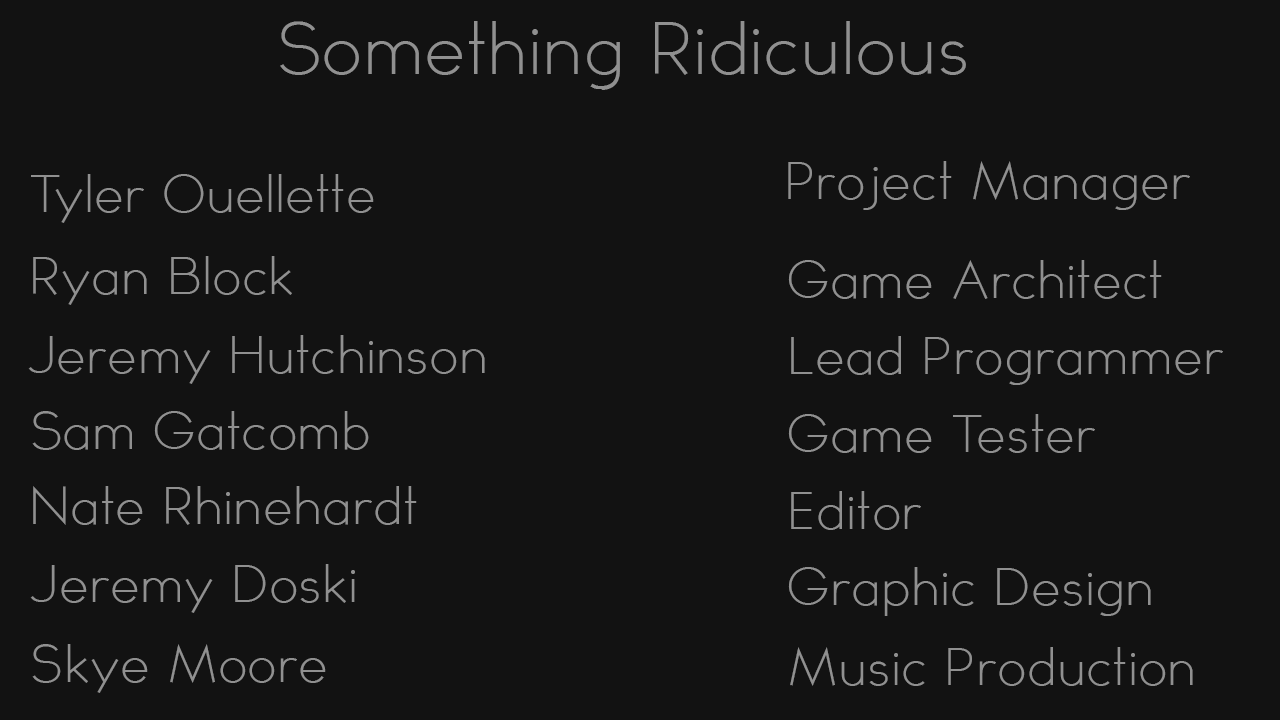 Something Ridiculous
Tyler Ouellette Project Manager
Ryan Block Game Architect
Jeremy Hutchinson Lead Programmer
Sam Gatcomb Game Tester
Nate Rhinehardt Editor
Jeremy Doski Graphic Design
Skye Moore Music Production